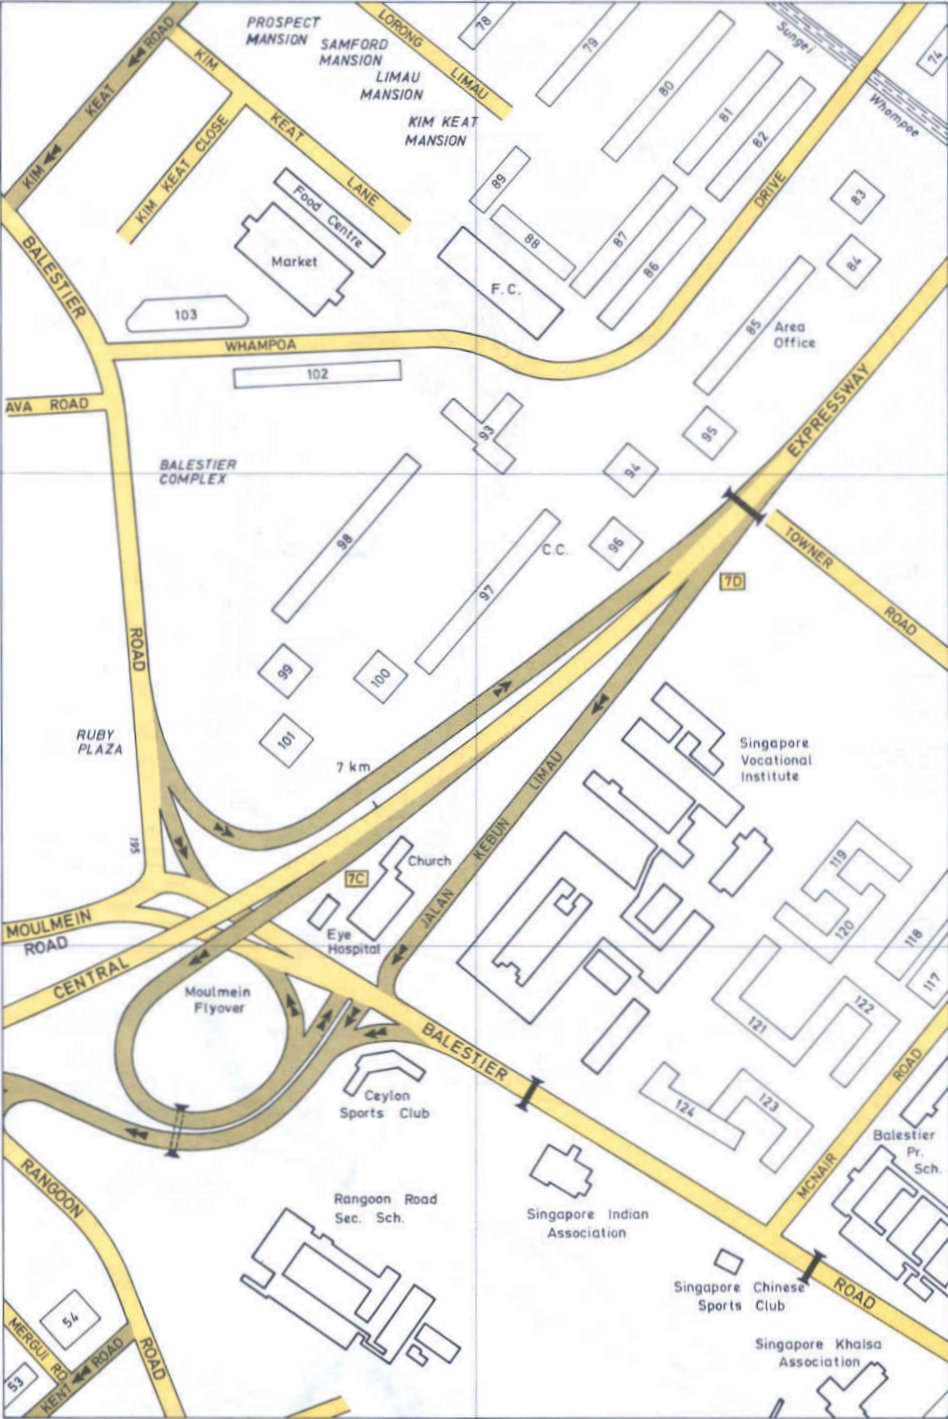 PROSPECT
MANSION
SAMFORD
MANSION
LIMAU
MANSION
KIM KEAT
MANSION
LORONG
LIMAU
78
79
80
81
82
74
Sungei
Whampoe
KIM KEAT ROAD
KIM KEAT LANE
KIM KEAT CLOSE
Food Centre
Market
F.C.
89
88
87
86
83
84
85
Area
Office
DRIVE
BALESTIER
103
WHAMPOA
102
AVA ROAD
EXPRESSWAY
93
95
94
BALESTIER
COMPLEX
98
C.C.
96
97
TOWNER
ROAD
7D
ROAD
99
100
101
RUBY
PLAZA
7 km
Singapore
Vocational
Institute
JALAN KEBUN LIMAU
195
Church
7C
119
120
118
117
MOULMEIN
ROAD
Eye
Hospital
CENTRAL
Moulmein
Flyover
122
121
BALESTIER
ROAD
Ceylon
Sports Club
124
123
MCNAIR
Balestier
Pr.
Sch.
RANGOON
Rangoon Road
Sec. Sch.
Singapore Indian
Association
Singapore Chinese
Sports Club
ROAD
54
MERGUI RD
ROAD
Singapore Khalsa
Association
53
KENT ROAD